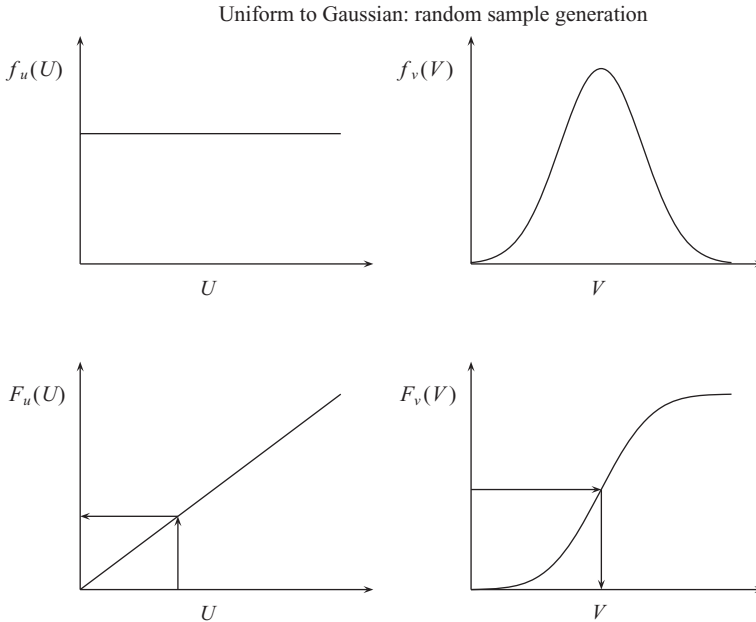 Uniform to Gaussian: random sample generation
f_u(U)
f_v(V)
U
V
F_u(U)
F_v(V)
U
V